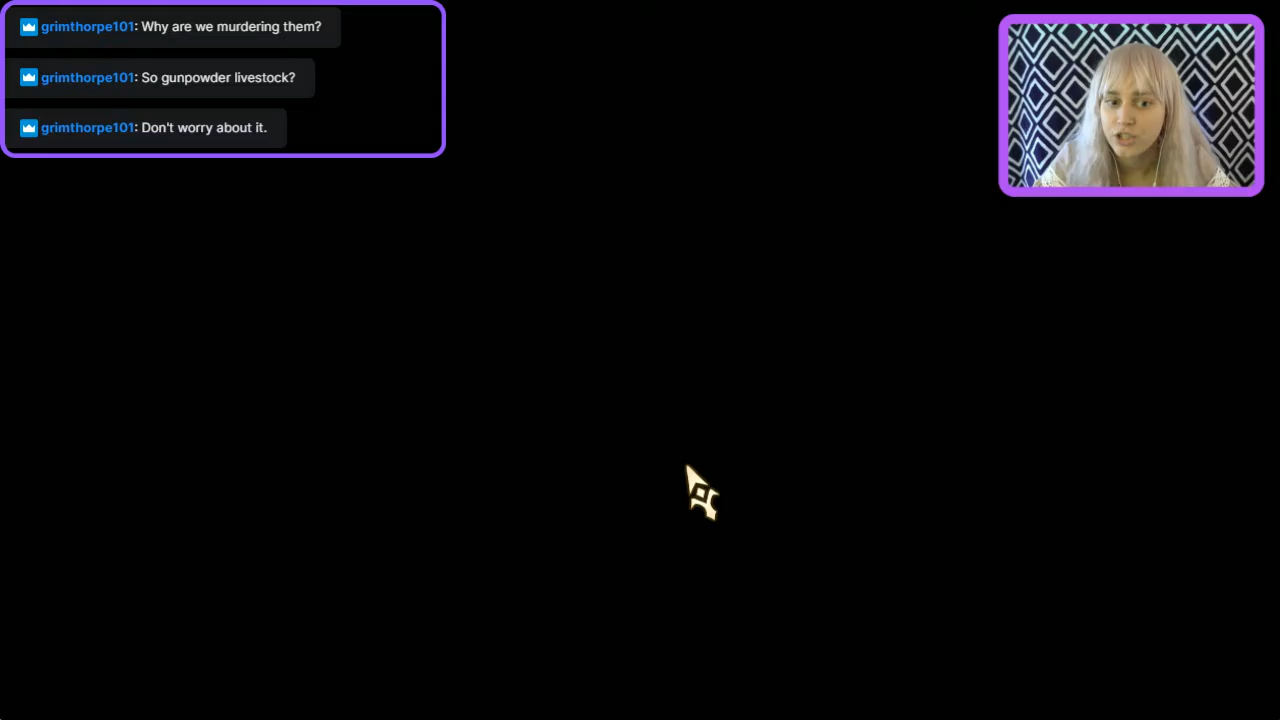 grimthorpe101: Why are we murdering them?
grimthorpe101: So gunpowder livestock?
grimthorpe101: Don't worry about it.